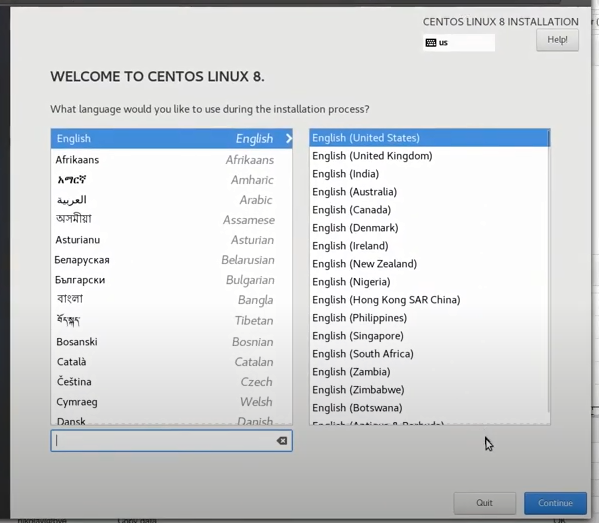 CENTOS LINUX 8 INSTALLATION
us
Help!
WELCOME TO CENTOS LINUX 8.
What language would you like to use during the installation process?
English English
Afrikaans Afrikaans
አማርኛ Amharic
العربية Arabic
অসমীয়া Assamese
Asturianu Asturian
Беларуская Belarusian
Български Bulgarian
বাংলা Bangla
བོད་སྐད་ Tibetan
Bosanski Bosnian
Català Catalan
Čeština Czech
Cymraeg Welsh
Dansk Danish
English (United States)
English (United Kingdom)
English (India)
English (Australia)
English (Canada)
English (Denmark)
English (Ireland)
English (New Zealand)
English (Nigeria)
English (Hong Kong SAR China)
English (Philippines)
English (Singapore)
English (South Africa)
English (Zambia)
English (Zimbabwe)
English (Botswana)
English (Antigua & Barbuda)
Quit
Continue